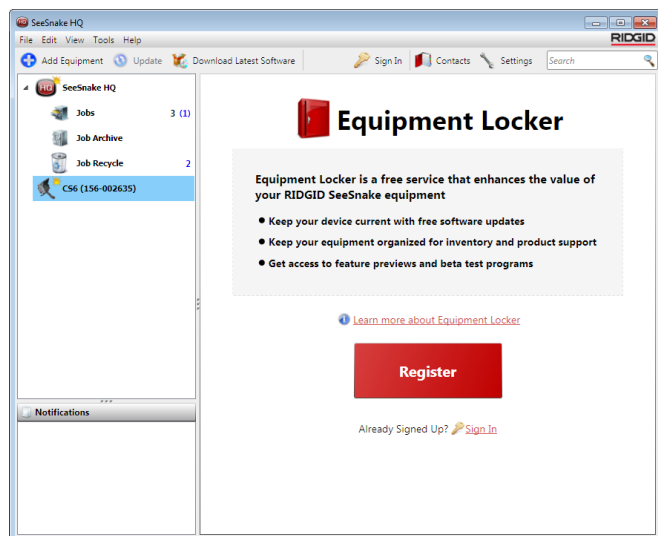 SeeSnake HQ
File Edit View Tools Help
RIDGID
Add Equipment Update Download Latest Software Sign In Contacts Settings Search
HQ SeeSnake HQ
Jobs 3 (1)
Job Archive
Job Recycle 2
CS6 (156-002635)
Equipment Locker
Equipment Locker is a free service that enhances the value of
your RIDGID SeeSnake equipment
● Keep your device current with free software updates
● Keep your equipment organized for inventory and product support
● Get access to feature previews and beta test programs
Learn more about Equipment Locker
Register
Already Signed Up? Sign In
Notifications